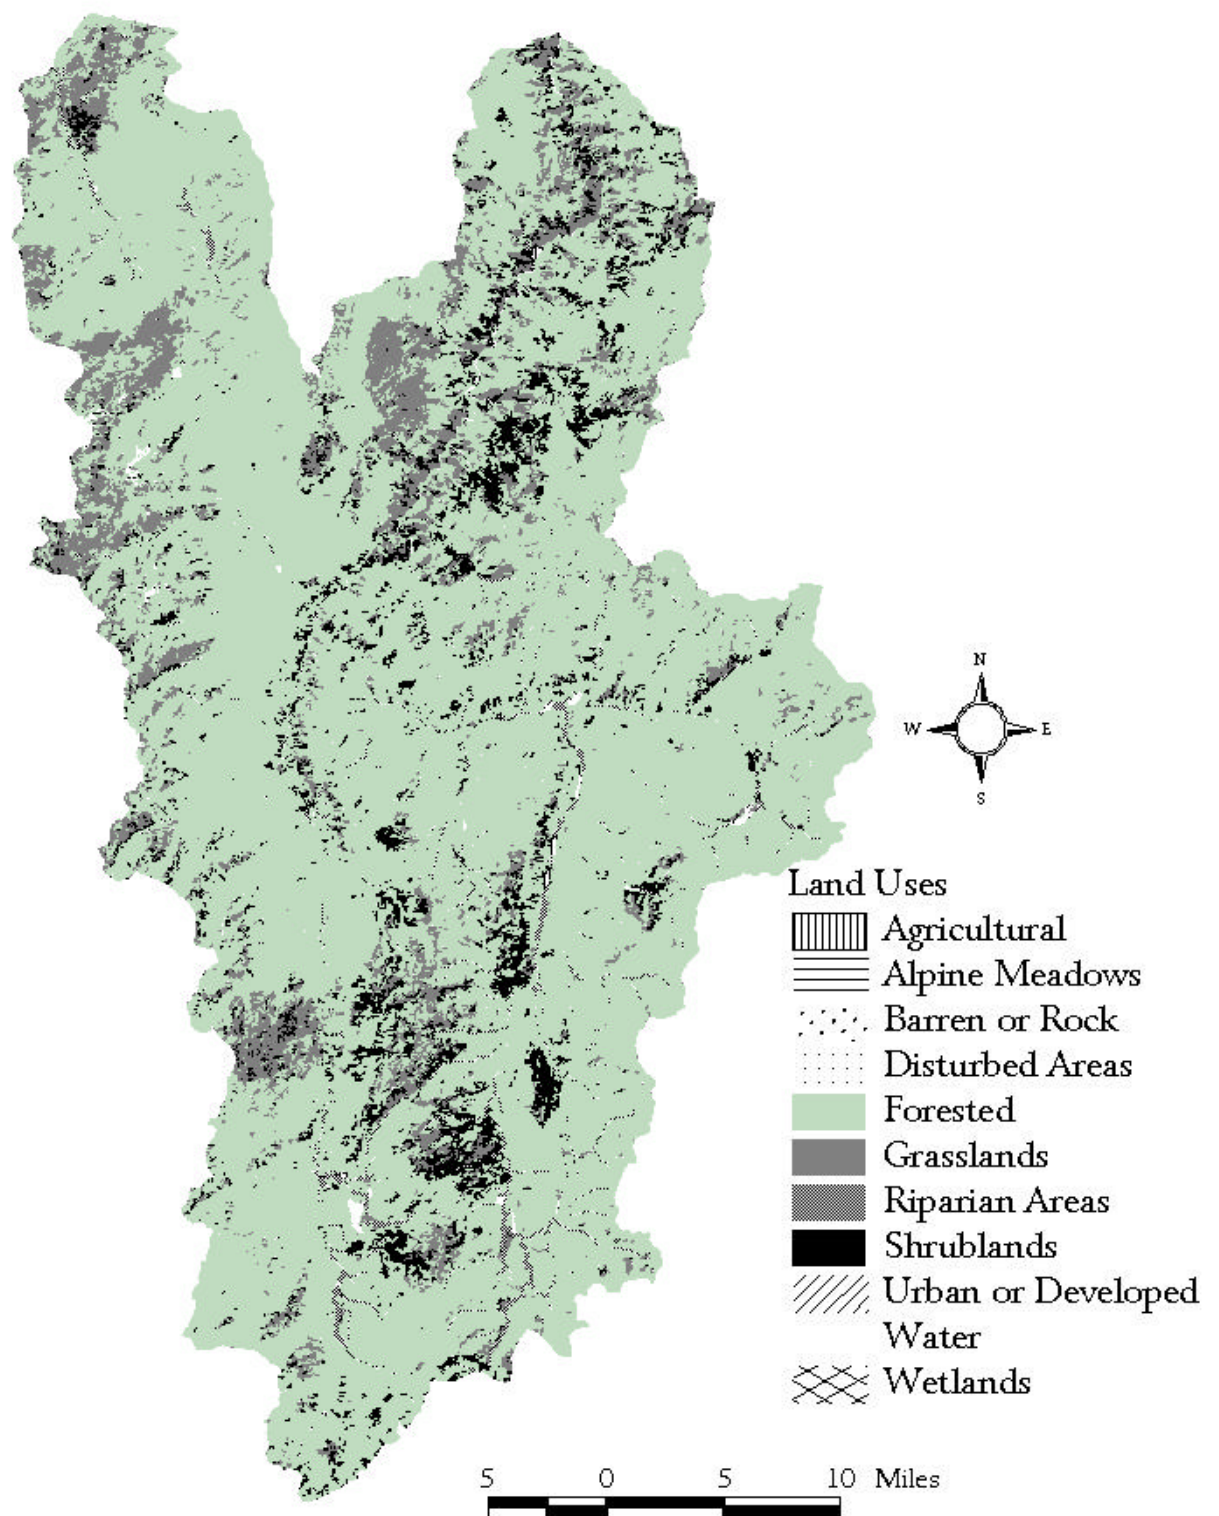 N
W E
S
Land Uses
Agricultural
Alpine Meadows
Barren or Rock
Disturbed Areas
Forested
Grasslands
Riparian Areas
Shrublands
Urban or Developed
Water
Wetlands
5 0 5 10 Miles